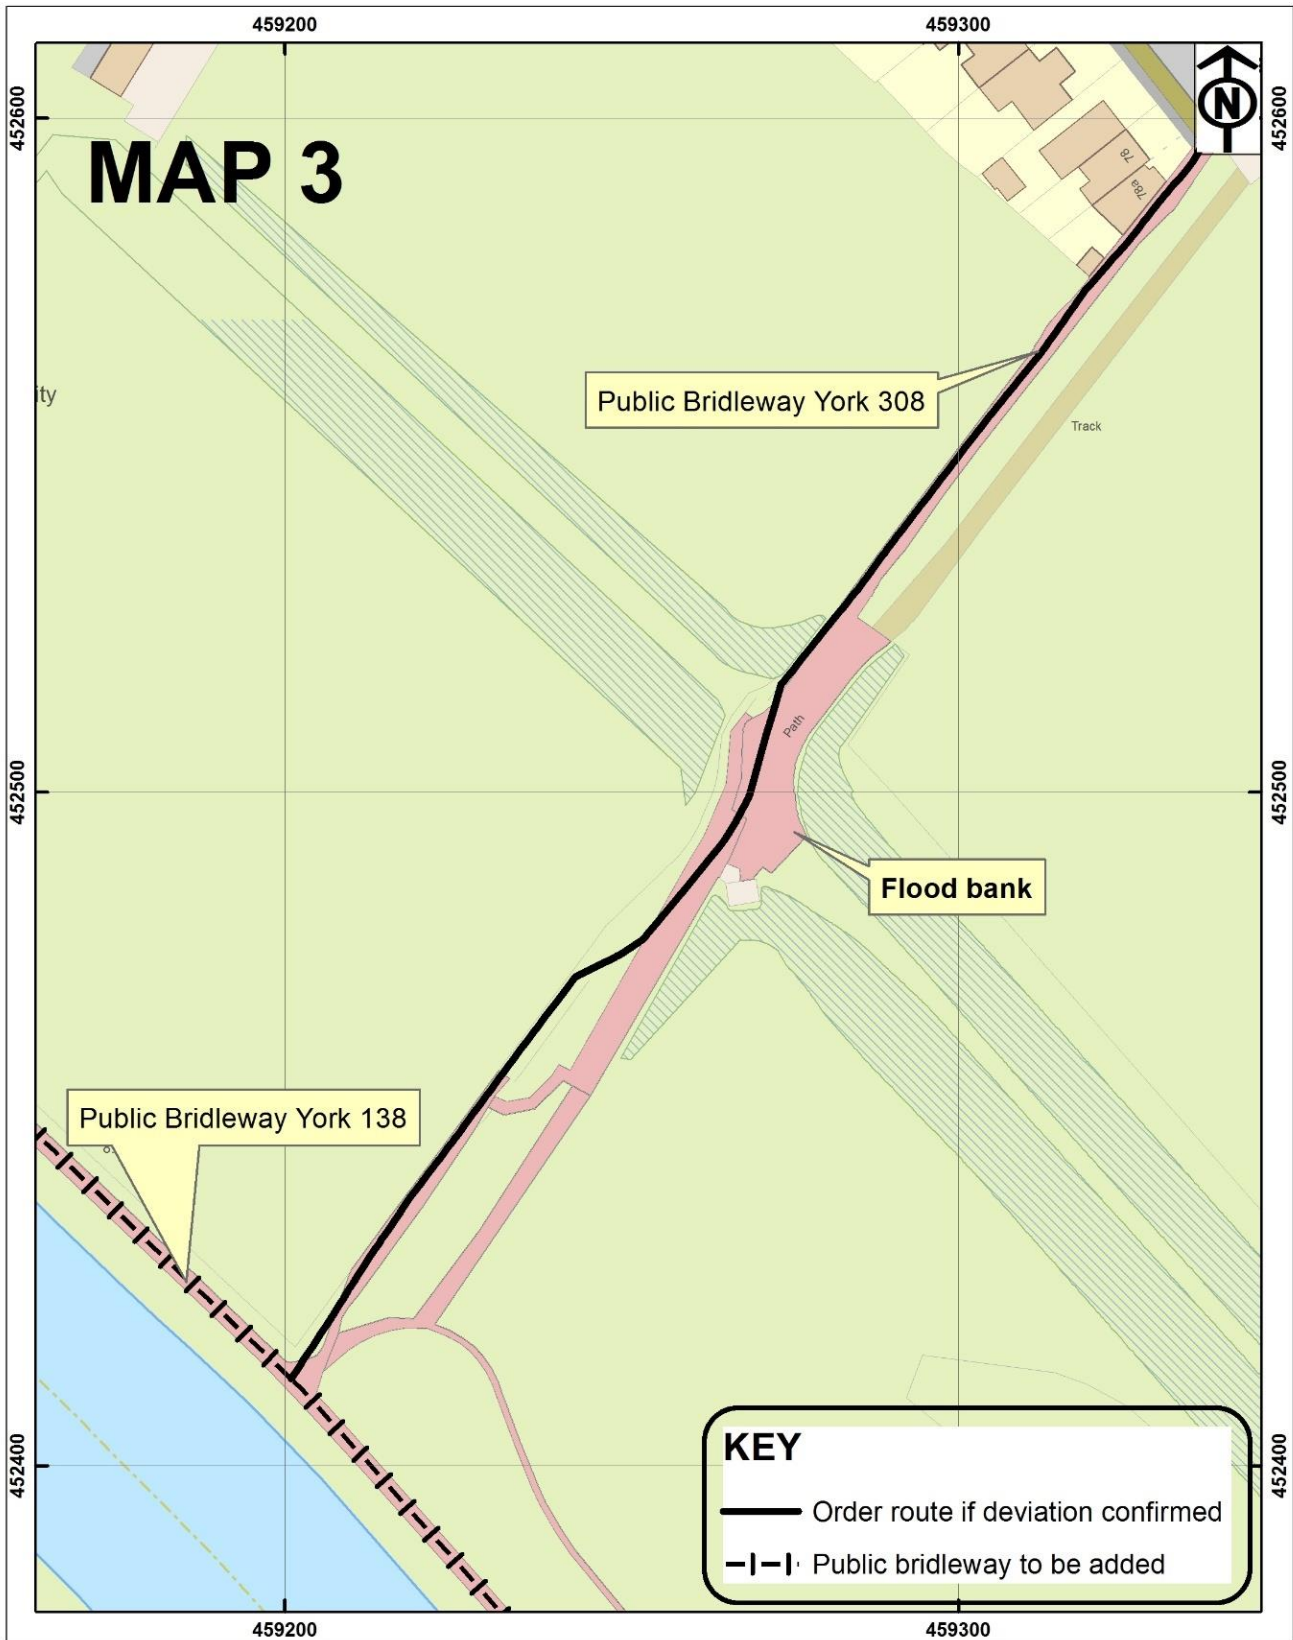 459200
459300
452600
452600
N
MAP 3
78
78a
ity
Public Bridleway York 308
Track
Path
452500
452500
Flood bank
Public Bridleway York 138
KEY
452400
452400
Order route if deviation confirmed
Public bridleway to be added
459200
459300